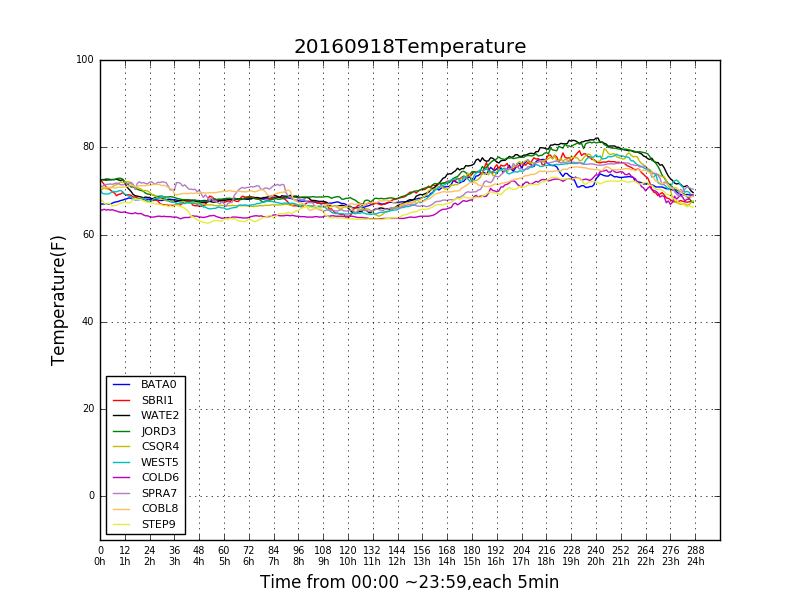 20160918Temperature
100
80
60
40
20
0
Temperature(F)
BATA0
SBRI1
WATE2
JORD3
CSQR4
WEST5
COLD6
SPRA7
COBL8
STEP9
0 12 24 36 48 60 72 84 96 108 120 132 144 156 168 180 192 204 216 228 240 252 264 276 288
0h 1h 2h 3h 4h 5h 6h 7h 8h 9h 10h 11h 12h 13h 14h 15h 16h 17h 18h 19h 20h 21h 22h 23h 24h
Time from 00:00 ~23:59,each 5min